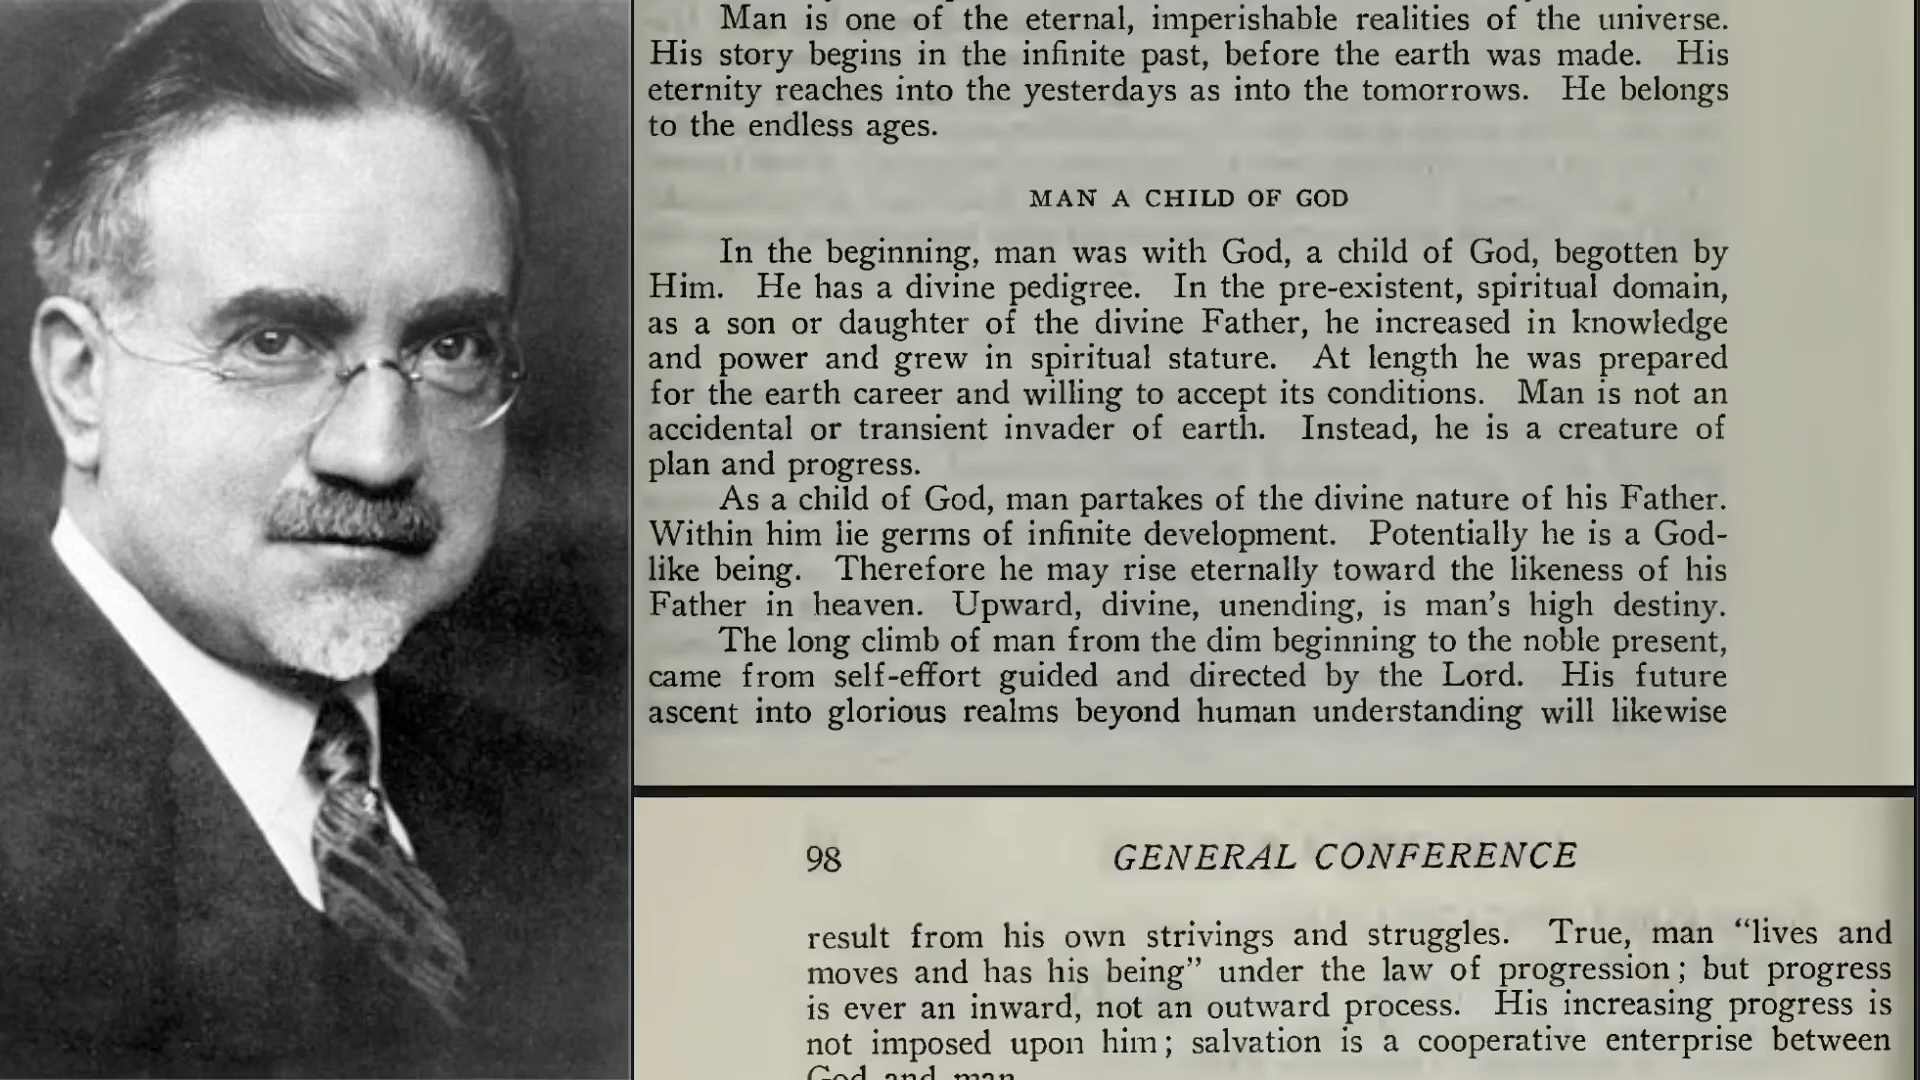 Man is one of the eternal, imperishable realities of the universe.
His story begins in the infinite past, before the earth was made. His
eternity reaches into the yesterdays as into the tomorrows. He belongs
to the endless ages.
MAN A CHILD OF GOD
In the beginning, man was with God, a child of God, begotten by
Him. He has a divine pedigree. In the pre-existent, spiritual domain,
as a son or daughter of the divine Father, he increased in knowledge
and power and grew in spiritual stature. At length he was prepared
for the earth career and willing to accept its conditions. Man is not an
accidental or transient invader of earth. Instead, he is a creature of
plan and progress.
As a child of God, man partakes of the divine nature of his Father.
Within him lie germs of infinite development. Potentially he is a God-
like being. Therefore he may rise eternally toward the likeness of his
Father in heaven. Upward, divine, unending, is man's high destiny.
The long climb of man from the dim beginning to the noble present,
came from self-effort guided and directed by the Lord. His future
ascent into glorious realms beyond human understanding will likewise
98 GENERAL CONFERENCE
result from his own strivings and struggles. True, man “lives and
moves and has his being” under the law of progression; but progress
is ever an inward, not an outward process. His increasing progress is
not imposed upon him; salvation is a cooperative enterprise between
God and man